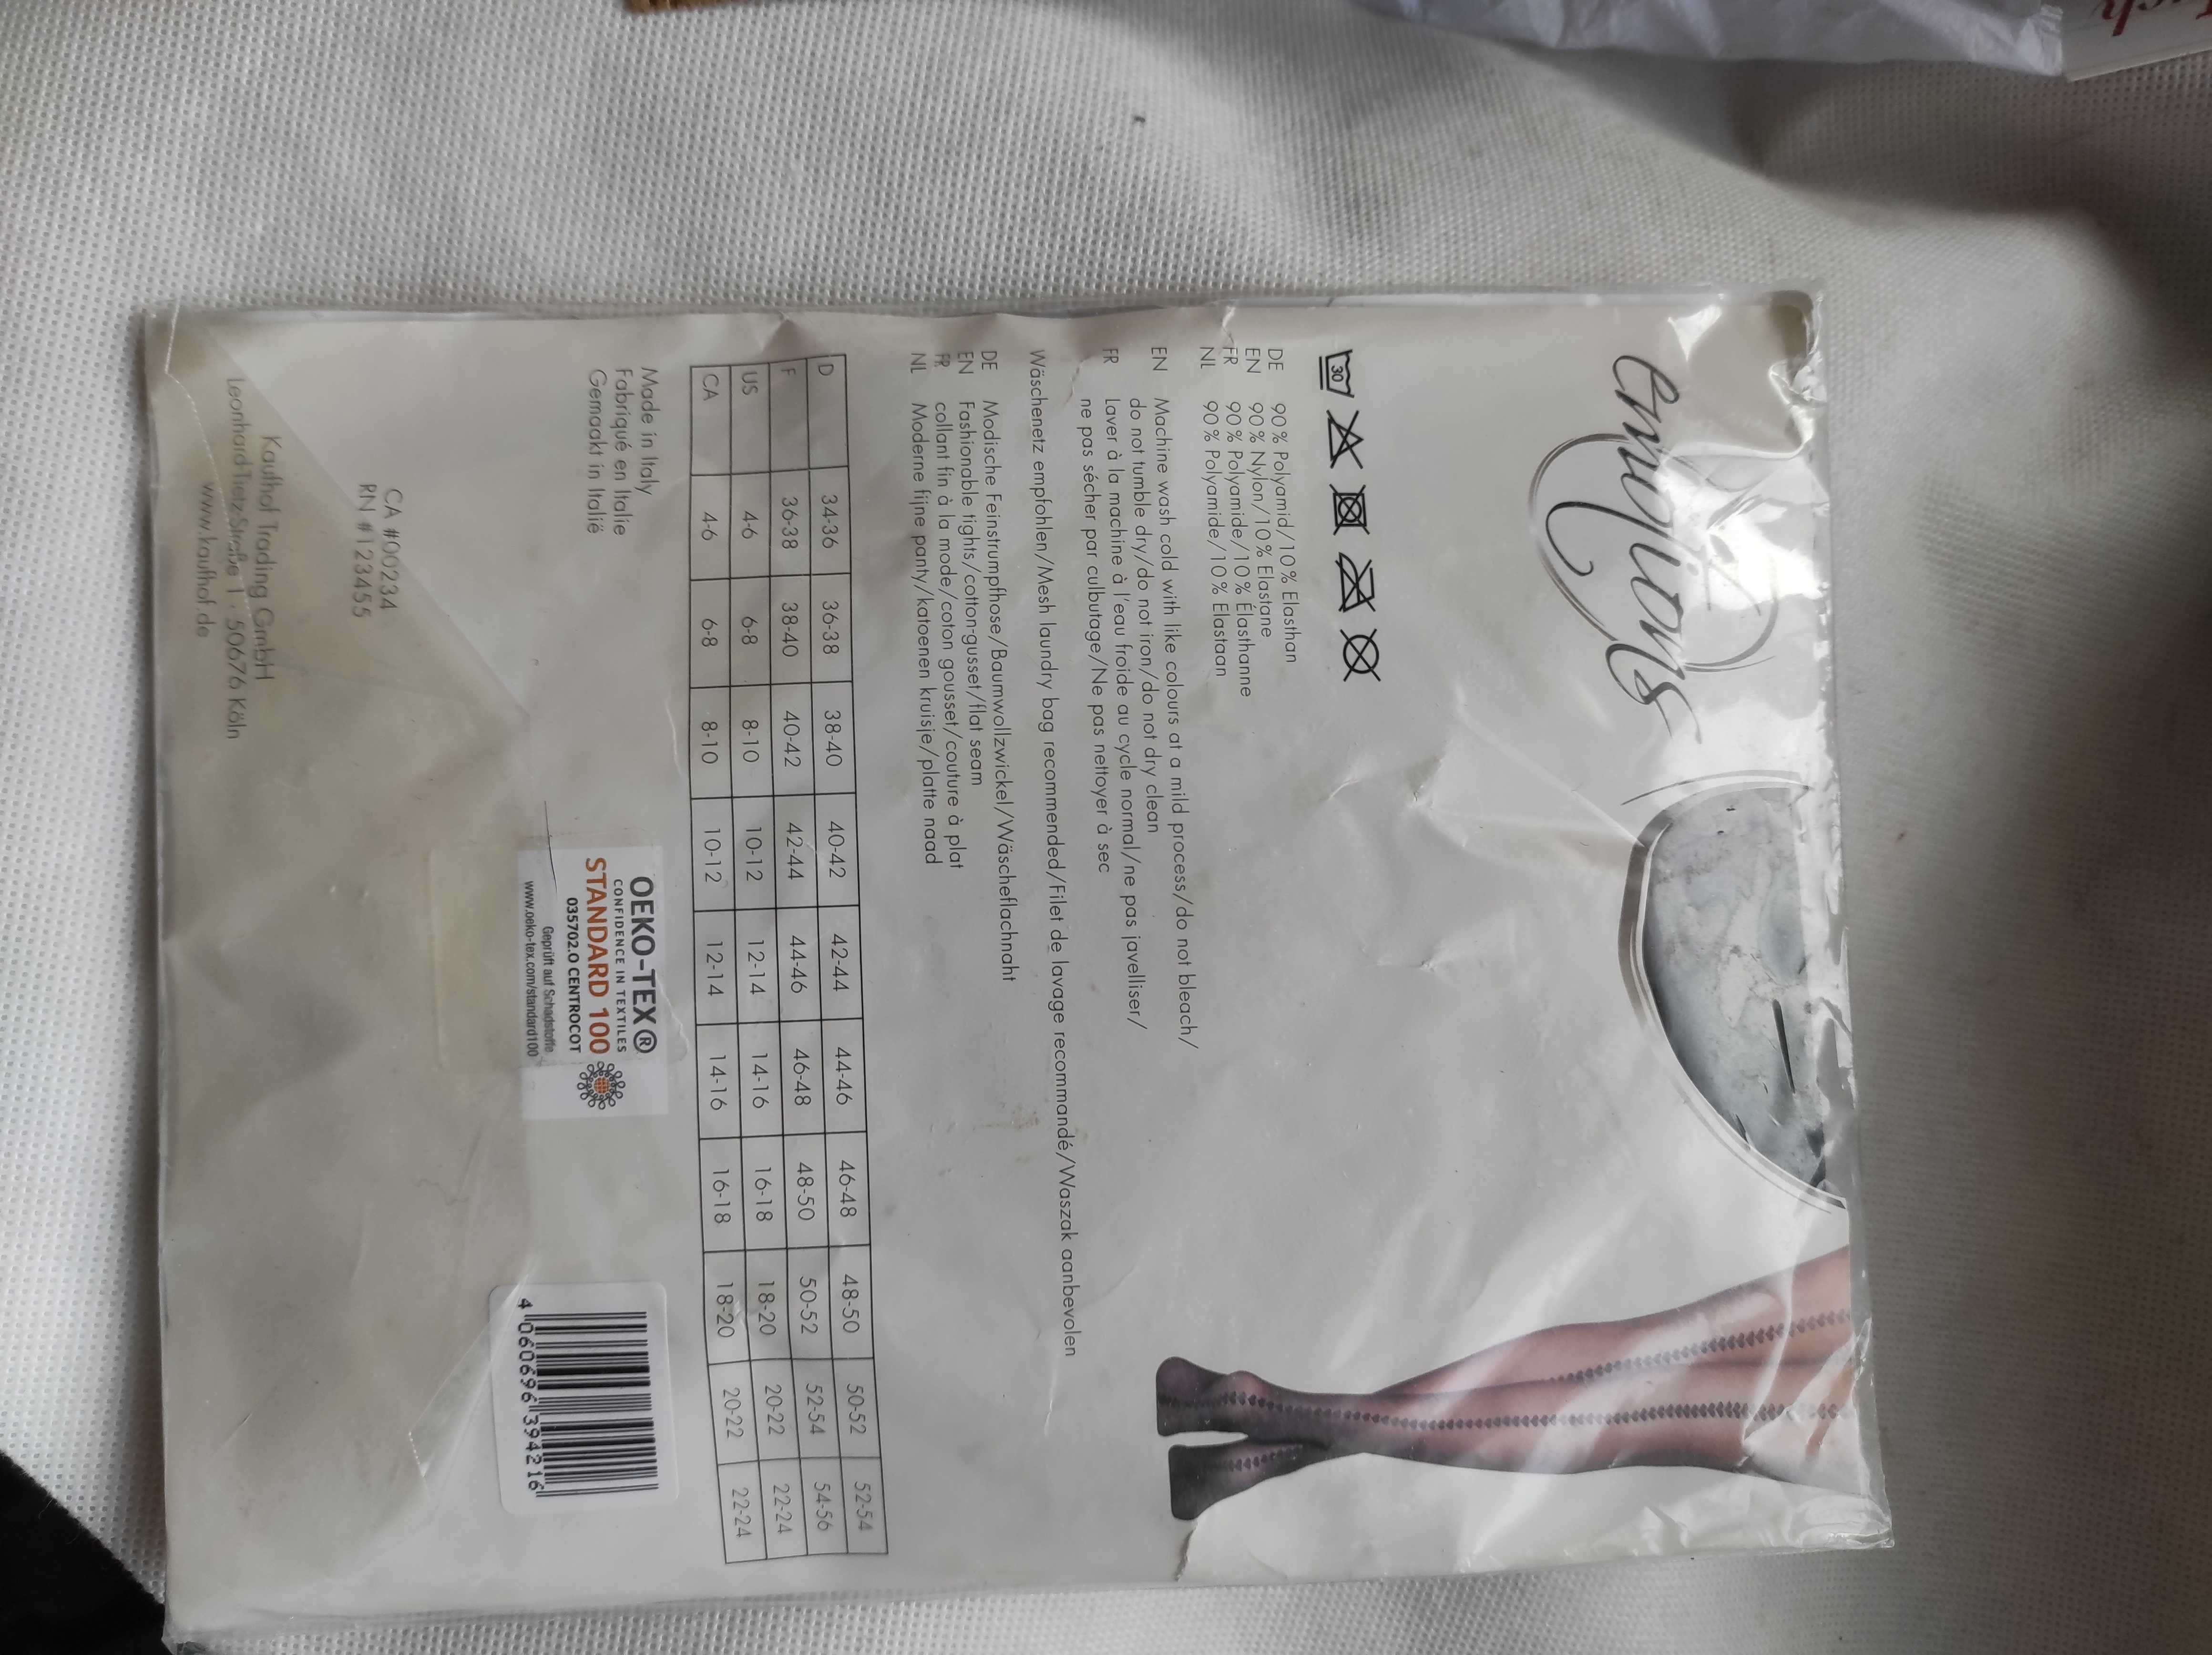 emotions
30
DE 90% Polyamid/10% Elasthan
EN 90% Nylon/10% Elastane
FR 90% Polyamide/10% Élasthanne
NL 90% Polyamide/10% Elastaan
EN Machine wash cold with like colours at a mild process/do not bleach/
do not tumble dry/do not iron/do not dry clean
FR laver à la machine à l'eau froide au cycle normal/ne pas javelliser/
ne pas sécher par culbutage/Ne pas nettoyer à sec
Wäschenetz empfohlen/Mesh laundry bag recommended/Filet de lavage recommandé/Waszak aanbevolen
DE Modische Feinstrumpfhose/Baumwollzwickel/Wäscheflachnaht
EN Fashionable tights/cotton-gusset/flat seam
FR collant fin à la mode/coton gousset/couture à plat
NL Moderne fijne panty/katoenen kruisje/platte naad
D 34-36 36-38 38-40 40-42 42-44 44-46 46-48 48-50 50-52 52-54
F 36-38 38-40 40-42 42-44 44-46 46-48 48-50 50-52 52-54 54-56
US 4-6 6-8 8-10 10-12 12-14 14-16 16-18 18-20 20-22 22-24
CA 4-6 6-8 8-10 10-12 12-14 14-16 16-18 18-20 20-22 22-24
Made in Italy
Fabriqué en Italie
Gemaakt in Italië
OEKO-TEX®
CONFIDENCE IN TEXTILES
STANDARD 100
035702.O CENTROCOT
Geprüft auf Schadstoffe
www.oeko-tex.com/standard100
4 060696 394216
CA #00234
RN #123455
Kaufhof Trading GmbH
Leonhard-Tietz-Straße 1 . 50676 Köln
www.kaufhof.de